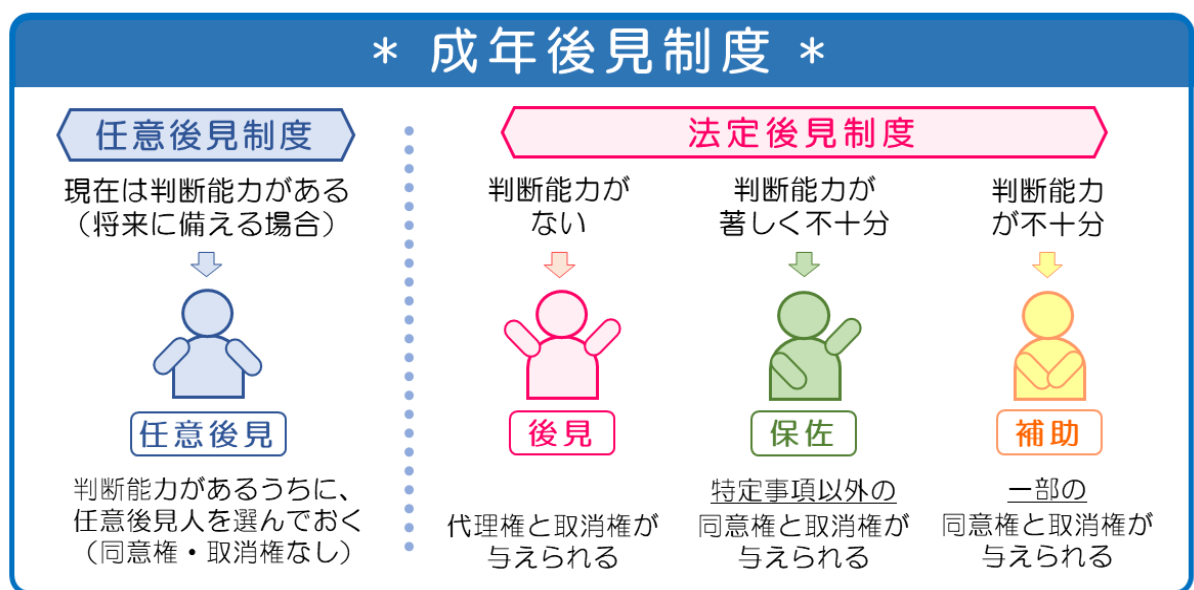 * 成年後見制度 *
任意後見制度
現在は判断能力がある
（将来に備える場合）
任意後見
判断能力があるうちに、
任意後見人を選んでおく
（同意権・取消権なし）
法定後見制度
判断能力が
ない
後見
代理権と取消権が
与えられる
判断能力が
著しく不十分
保佐
特定事項以外の
同意権と取消権が
与えられる
判断能力
が不十分
補助
一部の
同意権と取消権が
与えられる